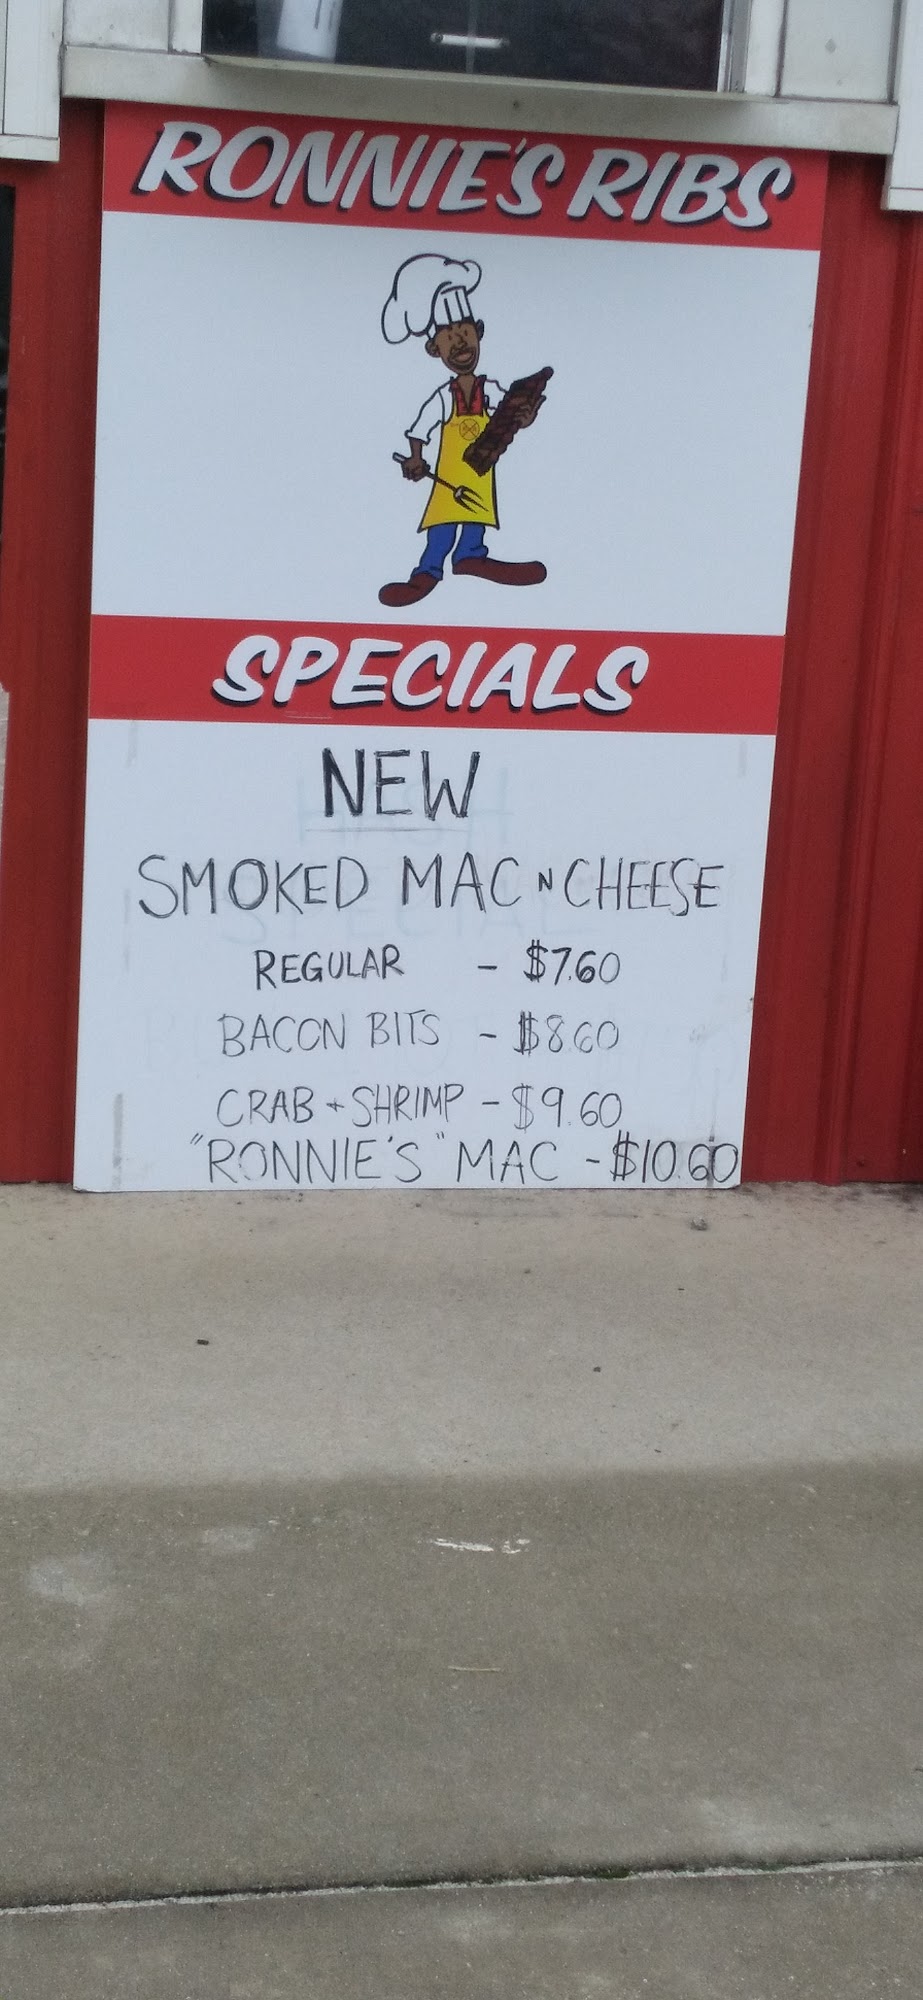 RONNIE'S RIBS
SPECIALS
NEW
SMOKED MAC N CHEESE
REGULAR - $7.60
BACON BITS - $8.60
CRAB + SHRIMP - $9.60
"RONNIE'S" MAC - $10.60